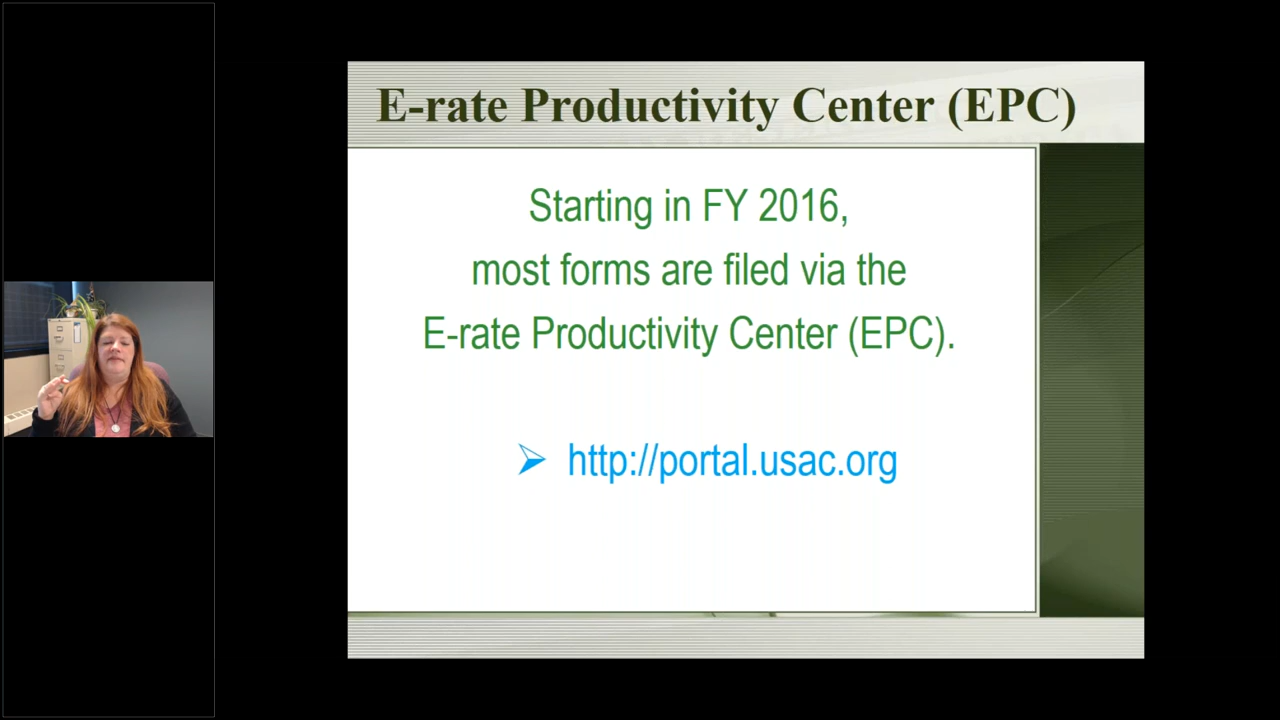 E-rate Productivity Center (EPC)
Starting in FY 2016,
most forms are filed via the
E-rate Productivity Center (EPC).
http://portal.usac.org